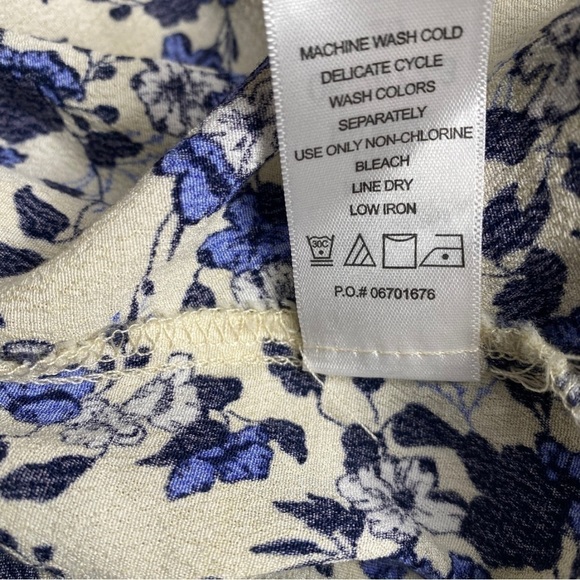 MACHINE WASH COLD
DELICATE CYCLE
WASH COLORS
SEPARATELY
USE ONLY NON-CHLORINE
BLEACH
LINE DRY
LOW IRON
30C
P.O.# 06701676